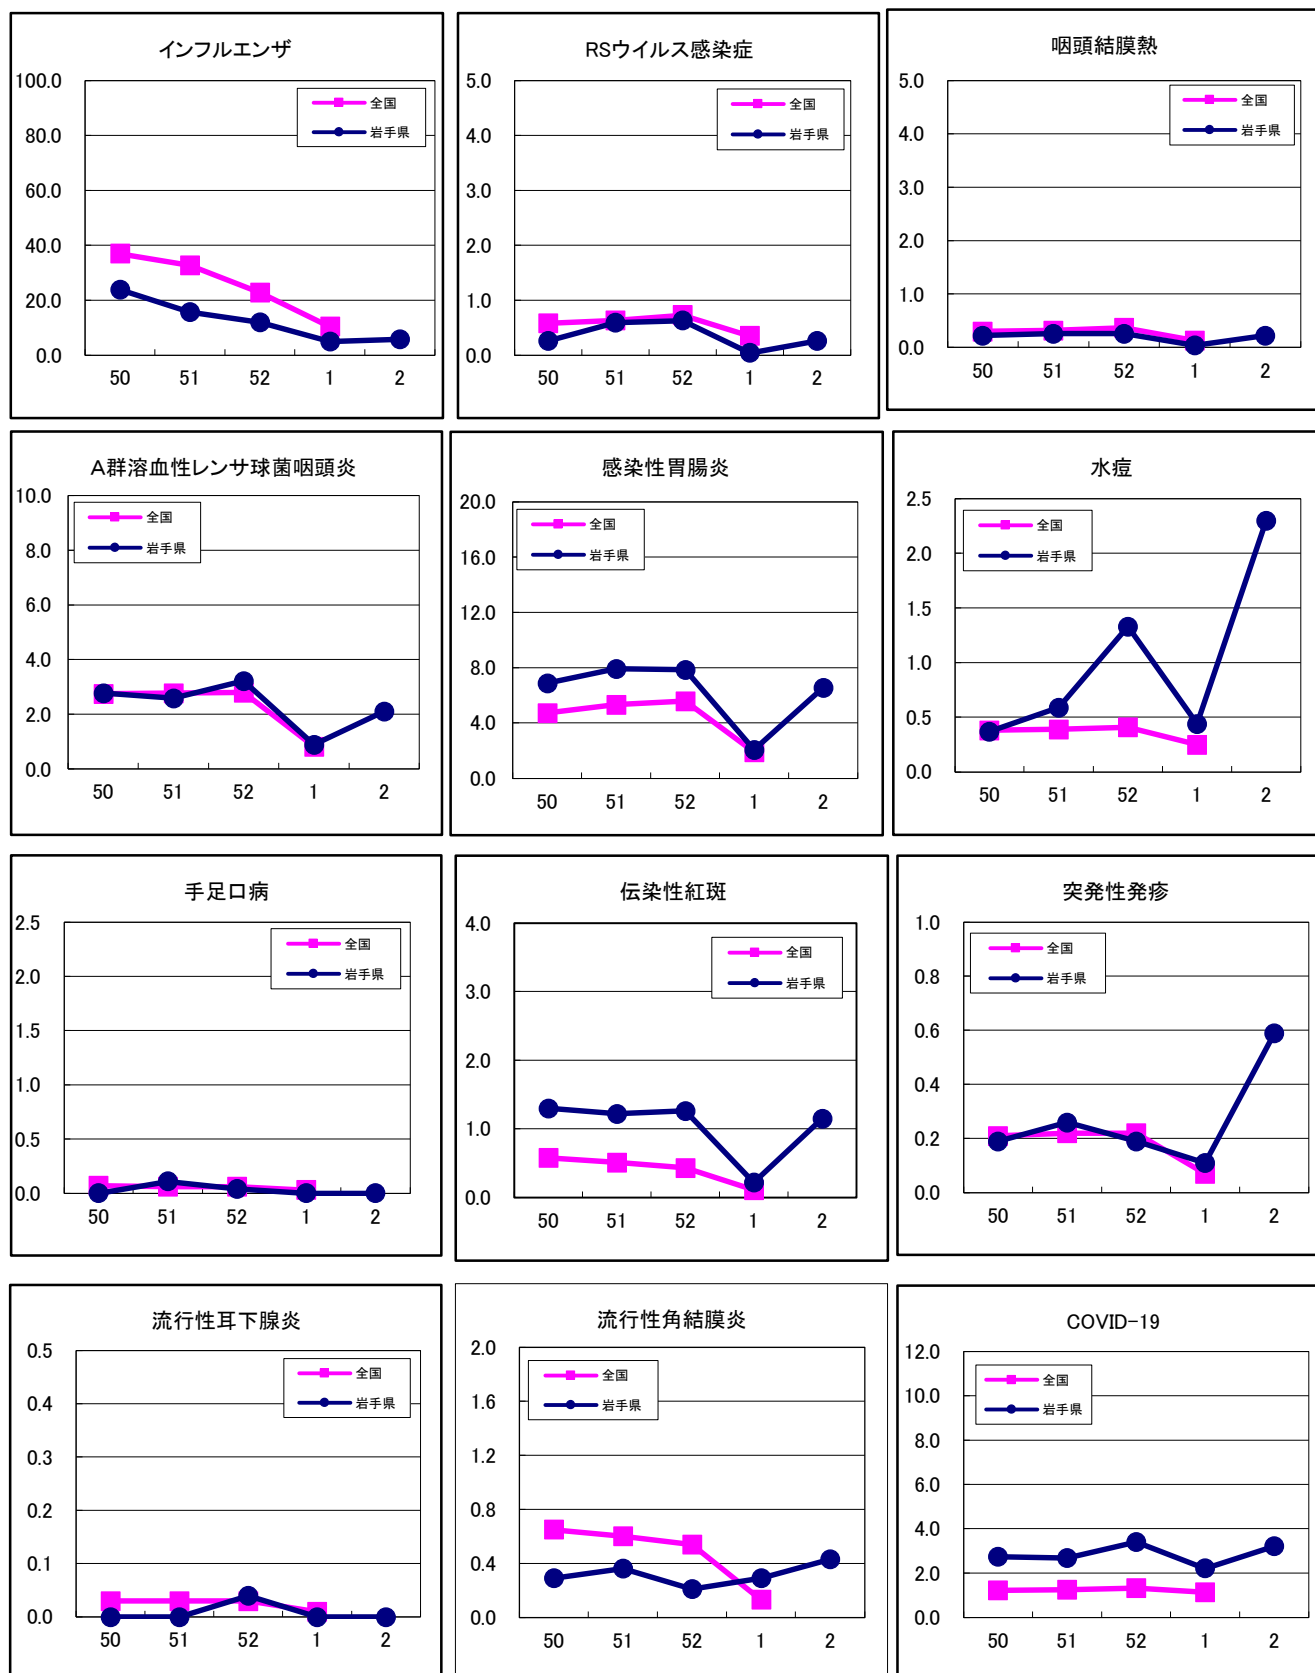 インフルエンザ
100.0
80.0
60.0
40.0
20.0
0.0
全国
岩手県
50 51 52 1 2
RSウイルス感染症
5.0
4.0
3.0
2.0
1.0
0.0
全国
岩手県
50 51 52 1 2
咽頭結膜熱
5.0
4.0
3.0
2.0
1.0
0.0
全国
岩手県
50 51 52 1 2
A群溶血性レンサ球菌咽頭炎
10.0
8.0
6.0
4.0
2.0
0.0
全国
岩手県
50 51 52 1 2
感染性胃腸炎
20.0
16.0
12.0
8.0
4.0
0.0
全国
岩手県
50 51 52 1 2
水痘
2.5
2.0
1.5
1.0
0.5
0.0
全国
岩手県
50 51 52 1 2
手足口病
2.5
2.0
1.5
1.0
0.5
0.0
全国
岩手県
50 51 52 1 2
伝染性紅斑
4.0
3.0
2.0
1.0
0.0
全国
岩手県
50 51 52 1 2
突発性発疹
1.0
0.8
0.6
0.4
0.2
0.0
全国
岩手県
50 51 52 1 2
流行性耳下腺炎
0.5
0.4
0.3
0.2
0.1
0.0
全国
岩手県
50 51 52 1 2
流行性角結膜炎
2.0
1.6
1.2
0.8
0.4
0.0
全国
岩手県
50 51 52 1 2
COVID-19
12.0
10.0
8.0
6.0
4.0
2.0
0.0
全国
岩手県
50 51 52 1 2